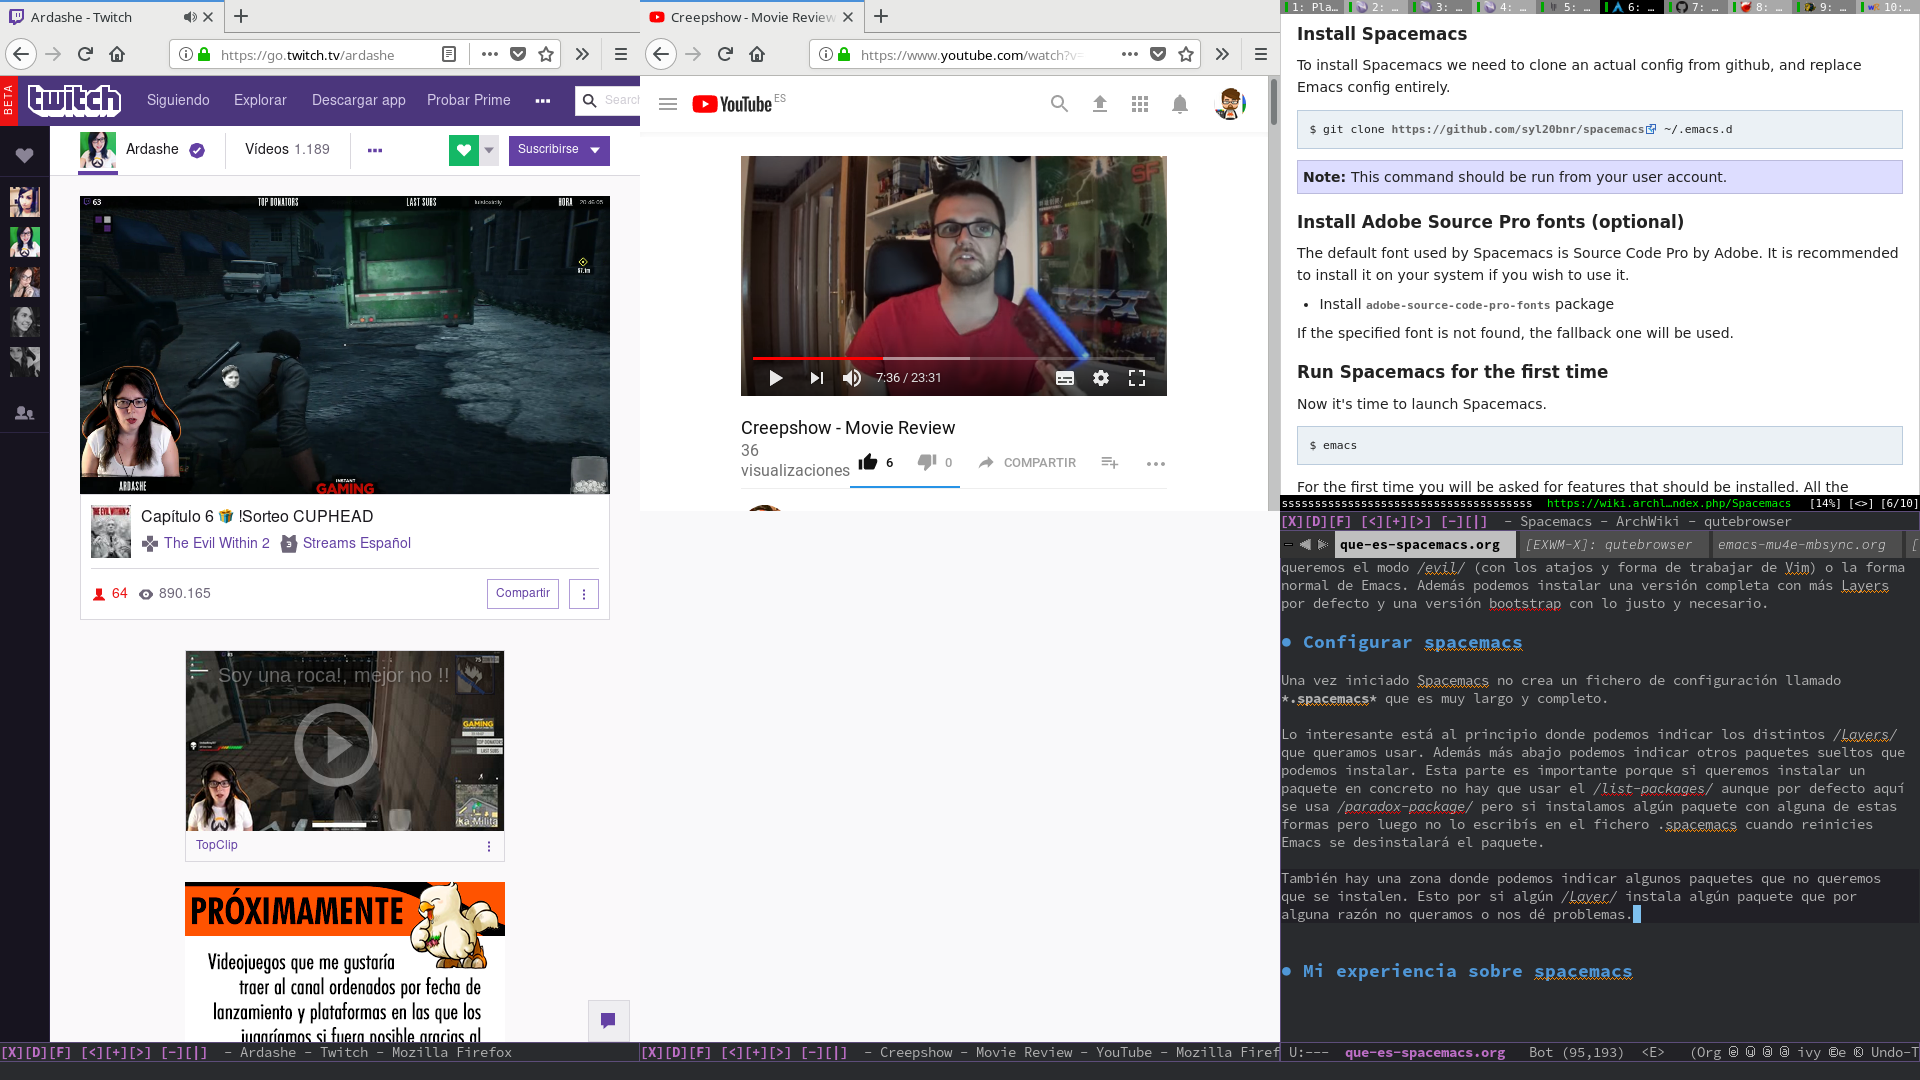 Ardashe - Twitch
https://go.twitch.tv/ardashe
BETA
twitch
Siguiendo
Explorar
Descargar app
Probar Prime
Search
Ardashe
Vídeos 1.189
Suscribirse
63
TOP DONATORS
LAST SUBS
HORA
20:46:05
ARDASHE
INSTANT
GAMING
THE EVIL WITHIN 2
Capítulo 6 🎁 !Sorteo CUPHEAD
The Evil Within 2
Streams Español
64
890.165
Compartir
Soy una roca!, mejor no !!
GAMING
TOP DONATORS
LAST SUBS
TopClip
PRÓXIMAMENTE
Videojuegos que me gustaría
traer al canal ordenados por fecha de
lanzamiento y plataformas en las que los
jugaríamos si fuera posible gracias al
[X][D][F] [<][+][>] [-][|] - Ardashe - Twitch - Mozilla Firefox
Creepshow - Movie Review
https://www.youtube.com/watch?v=
YouTube ES
SF
7:36 / 23:31
Creepshow - Movie Review
36
visualizaciones
6
0
COMPARTIR
[X][D][F] [<][+][>] [-][|] - Creepshow - Movie Review - YouTube - Mozilla Firef
1: Pla… 2: … 3: … 4: … 5: … 6: … 7: … 8: … 9: … 10:…
Install Spacemacs
To install Spacemacs we need to clone an actual config from github, and replace
Emacs config entirely.
$ git clone https://github.com/syl20bnr/spacemacs ~/.emacs.d
Note: This command should be run from your user account.
Install Adobe Source Pro fonts (optional)
The default font used by Spacemacs is Source Code Pro by Adobe. It is recommended
to install it on your system if you wish to use it.
• Install adobe-source-code-pro-fonts package
If the specified font is not found, the fallback one will be used.
Run Spacemacs for the first time
Now it's time to launch Spacemacs.
$ emacs
For the first time you will be asked for features that should be installed. All the
https://wiki.archl…ndex.php/Spacemacs [14%] [<>] [6/10]
[X][D][F] [<][+][>] [-][|] - Spacemacs - ArchWiki - qutebrowser
que-es-spacemacs.org [EXWM-X]: qutebrowser emacs-mu4e-mbsync.org [
queremos el modo /evil/ (con los atajos y forma de trabajar de Vim) o la forma
normal de Emacs. Además podemos instalar una versión completa con más Layers
por defecto y una versión bootstrap con lo justo y necesario.
● Configurar spacemacs
Una vez iniciado Spacemacs no crea un fichero de configuración llamado
*.spacemacs* que es muy largo y completo.
Lo interesante está al principio donde podemos indicar los distintos /Layers/
que queramos usar. Además más abajo podemos indicar otros paquetes sueltos que
podemos instalar. Esta parte es importante porque si queremos instalar un
paquete en concreto no hay que usar el /list-packages/ aunque por defecto aquí
se usa /paradox-package/ pero si instalamos algún paquete con alguna de estas
formas pero luego no lo escribís en el fichero .spacemacs cuando reinicies
Emacs se desinstalará el paquete.
También hay una zona donde podemos indicar algunos paquetes que no queremos
que se instalen. Esto por si algún /Layer/ instala algún paquete que por
alguna razón no queramos o nos dé problemas.
● Mi experiencia sobre spacemacs
U:--- que-es-spacemacs.org Bot (95,193) <E> (Org ivy Undo-T